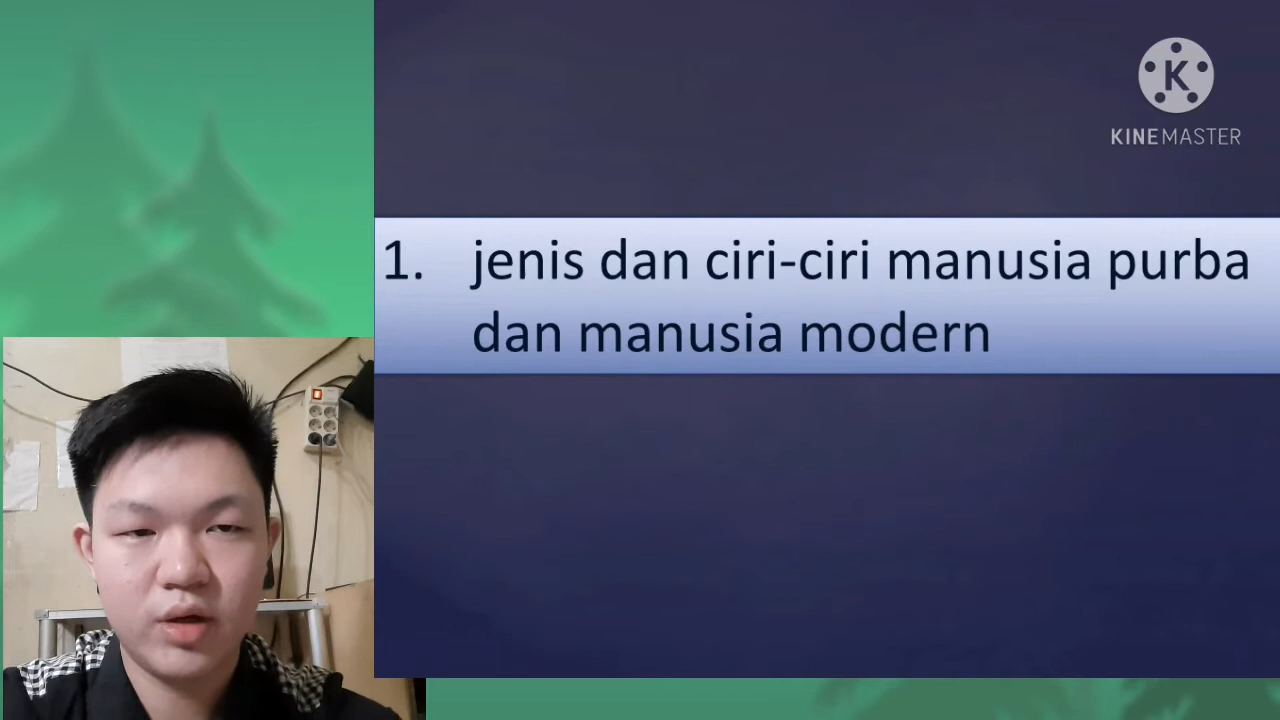 KINEMASTER
1. jenis dan ciri-ciri manusia purba
dan manusia modern